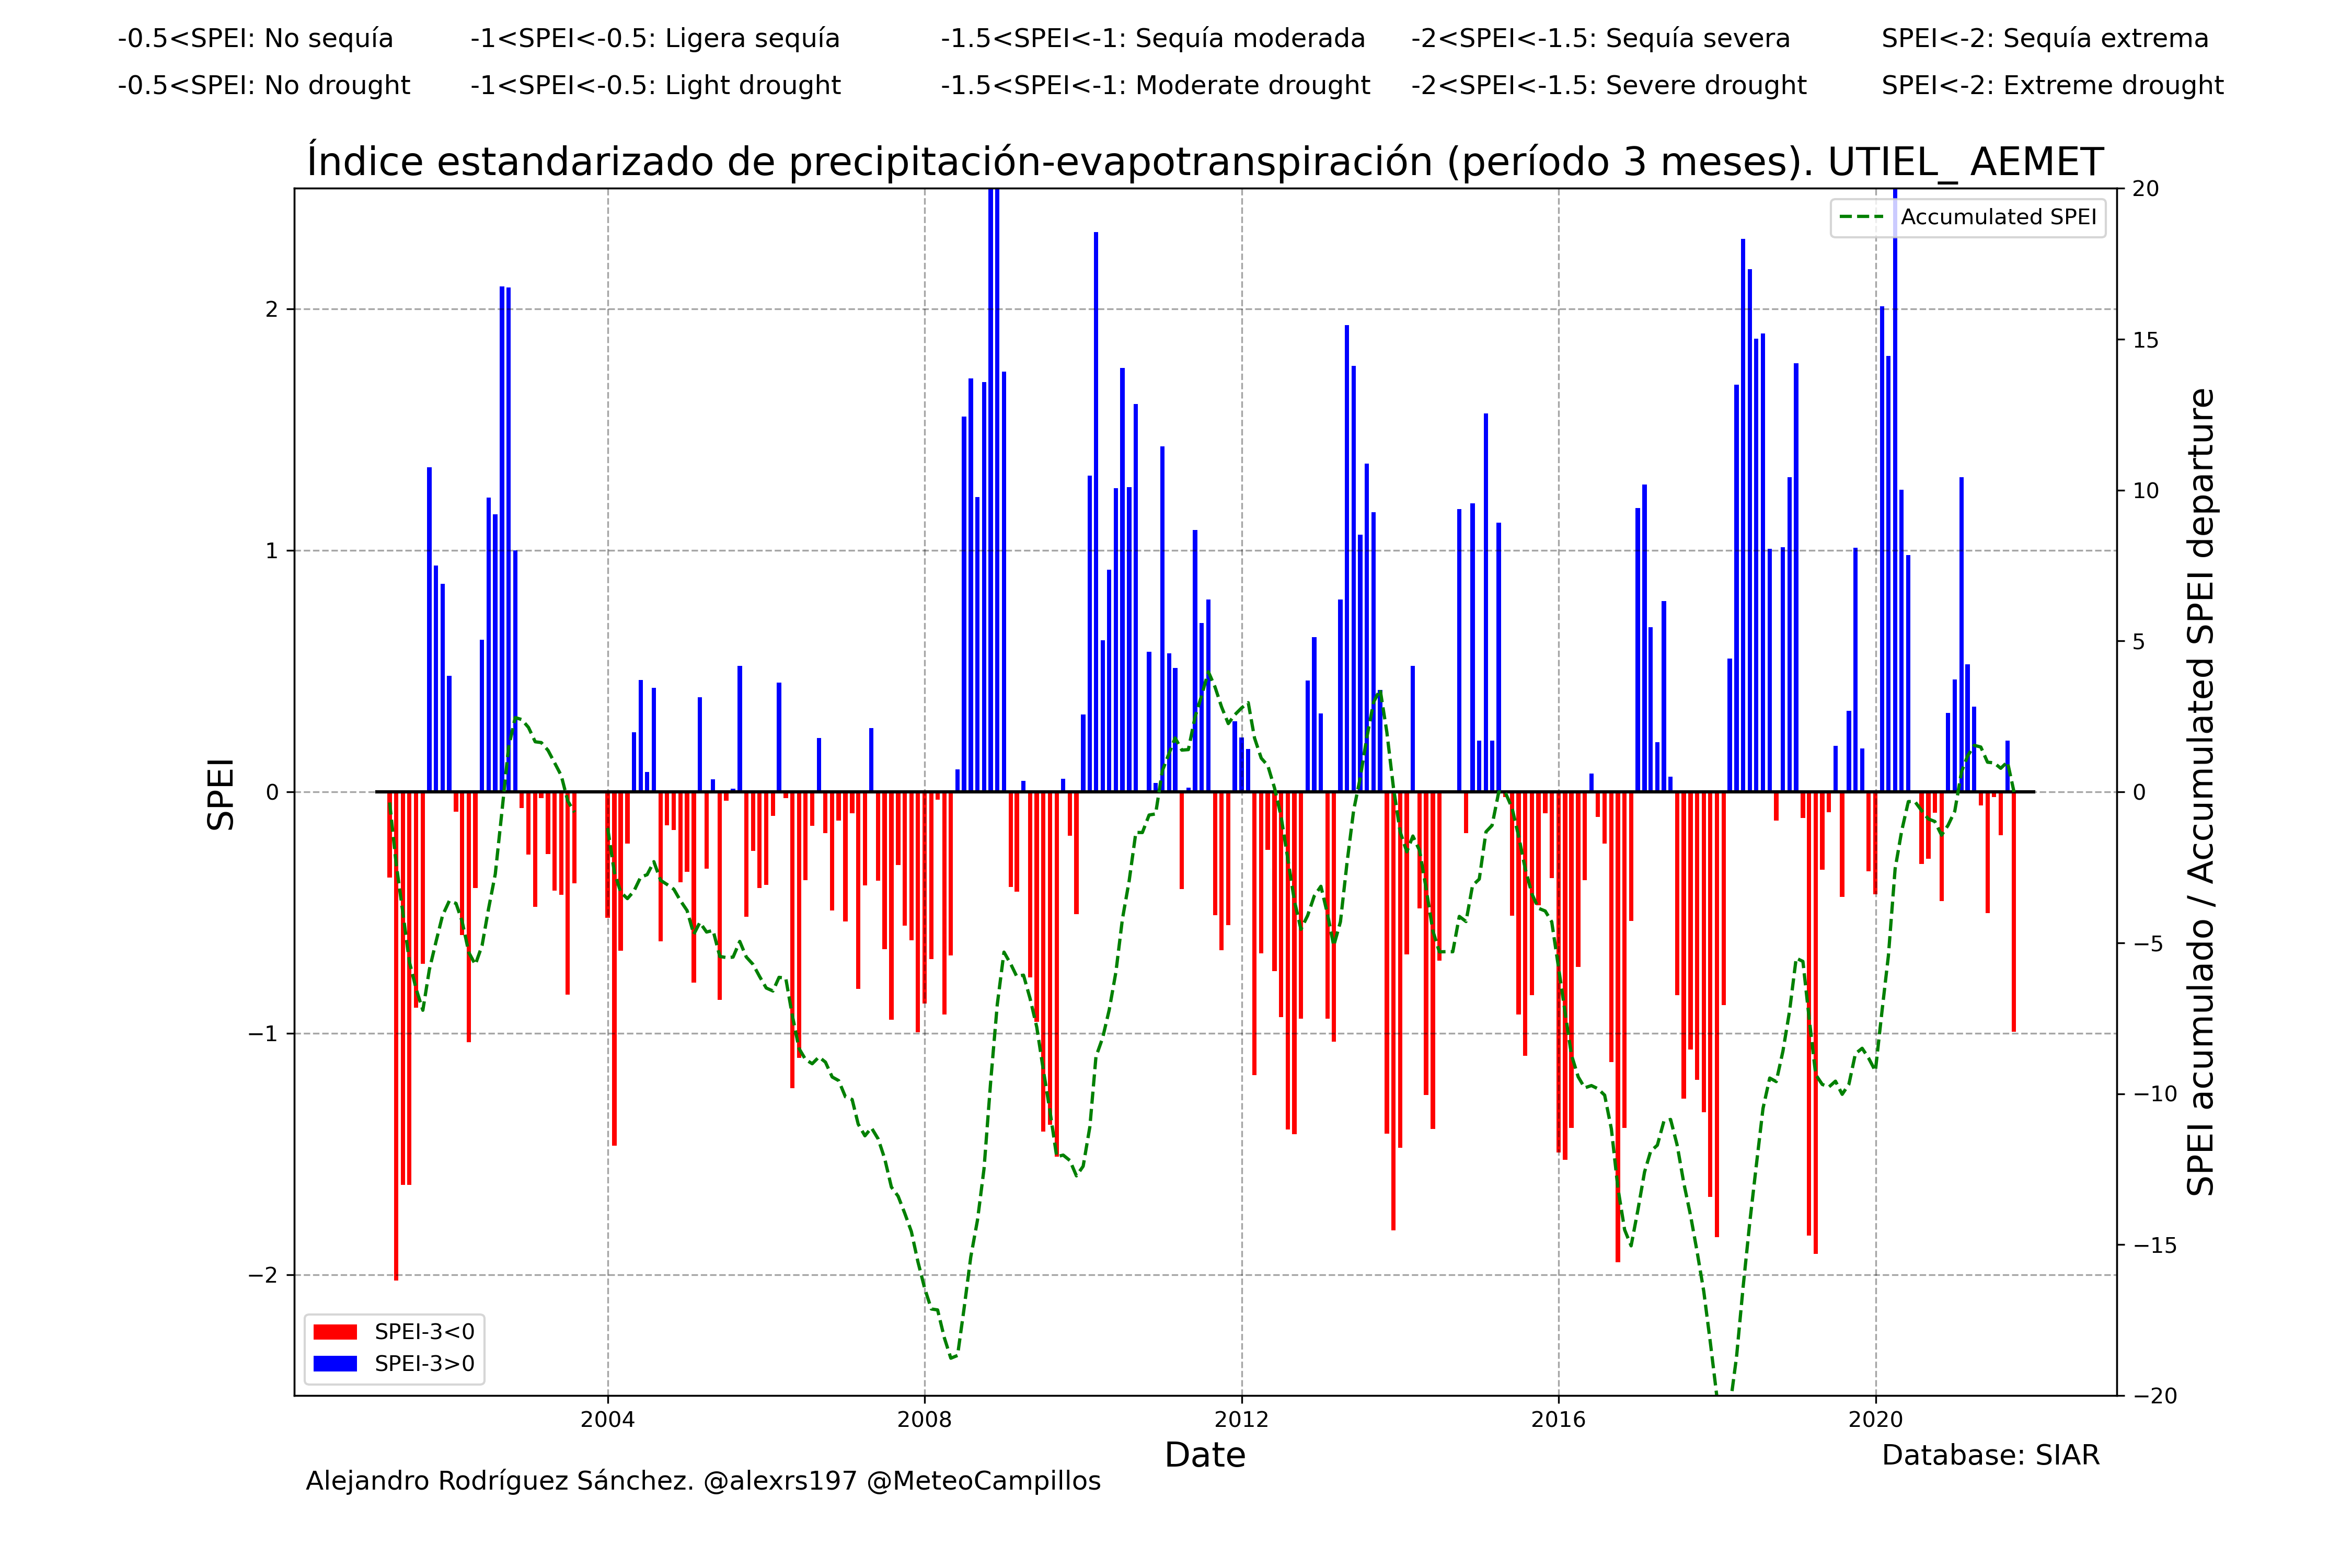 -0.5<SPEI: No sequía -1<SPEI<-0.5: Ligera sequía -1.5<SPEI<-1: Sequía moderada -2<SPEI<-1.5: Sequía severa SPEI<-2: Sequía extrema
-0.5<SPEI: No drought -1<SPEI<-0.5: Light drought -1.5<SPEI<-1: Moderate drought -2<SPEI<-1.5: Severe drought SPEI<-2: Extreme drought
Índice estandarizado de precipitación-evapotranspiración (período 3 meses). UTIEL_ AEMET
SPEI
2
1
0
−1
−2
Accumulated SPEI
SPEI-3<0
SPEI-3>0
20
15
10
5
0
−5
−10
−15
−20
SPEI acumulado / Accumulated SPEI departure
2004 2008 2012 2016 2020
Date
Database: SIAR
Alejandro Rodríguez Sánchez. @alexrs197 @MeteoCampillos